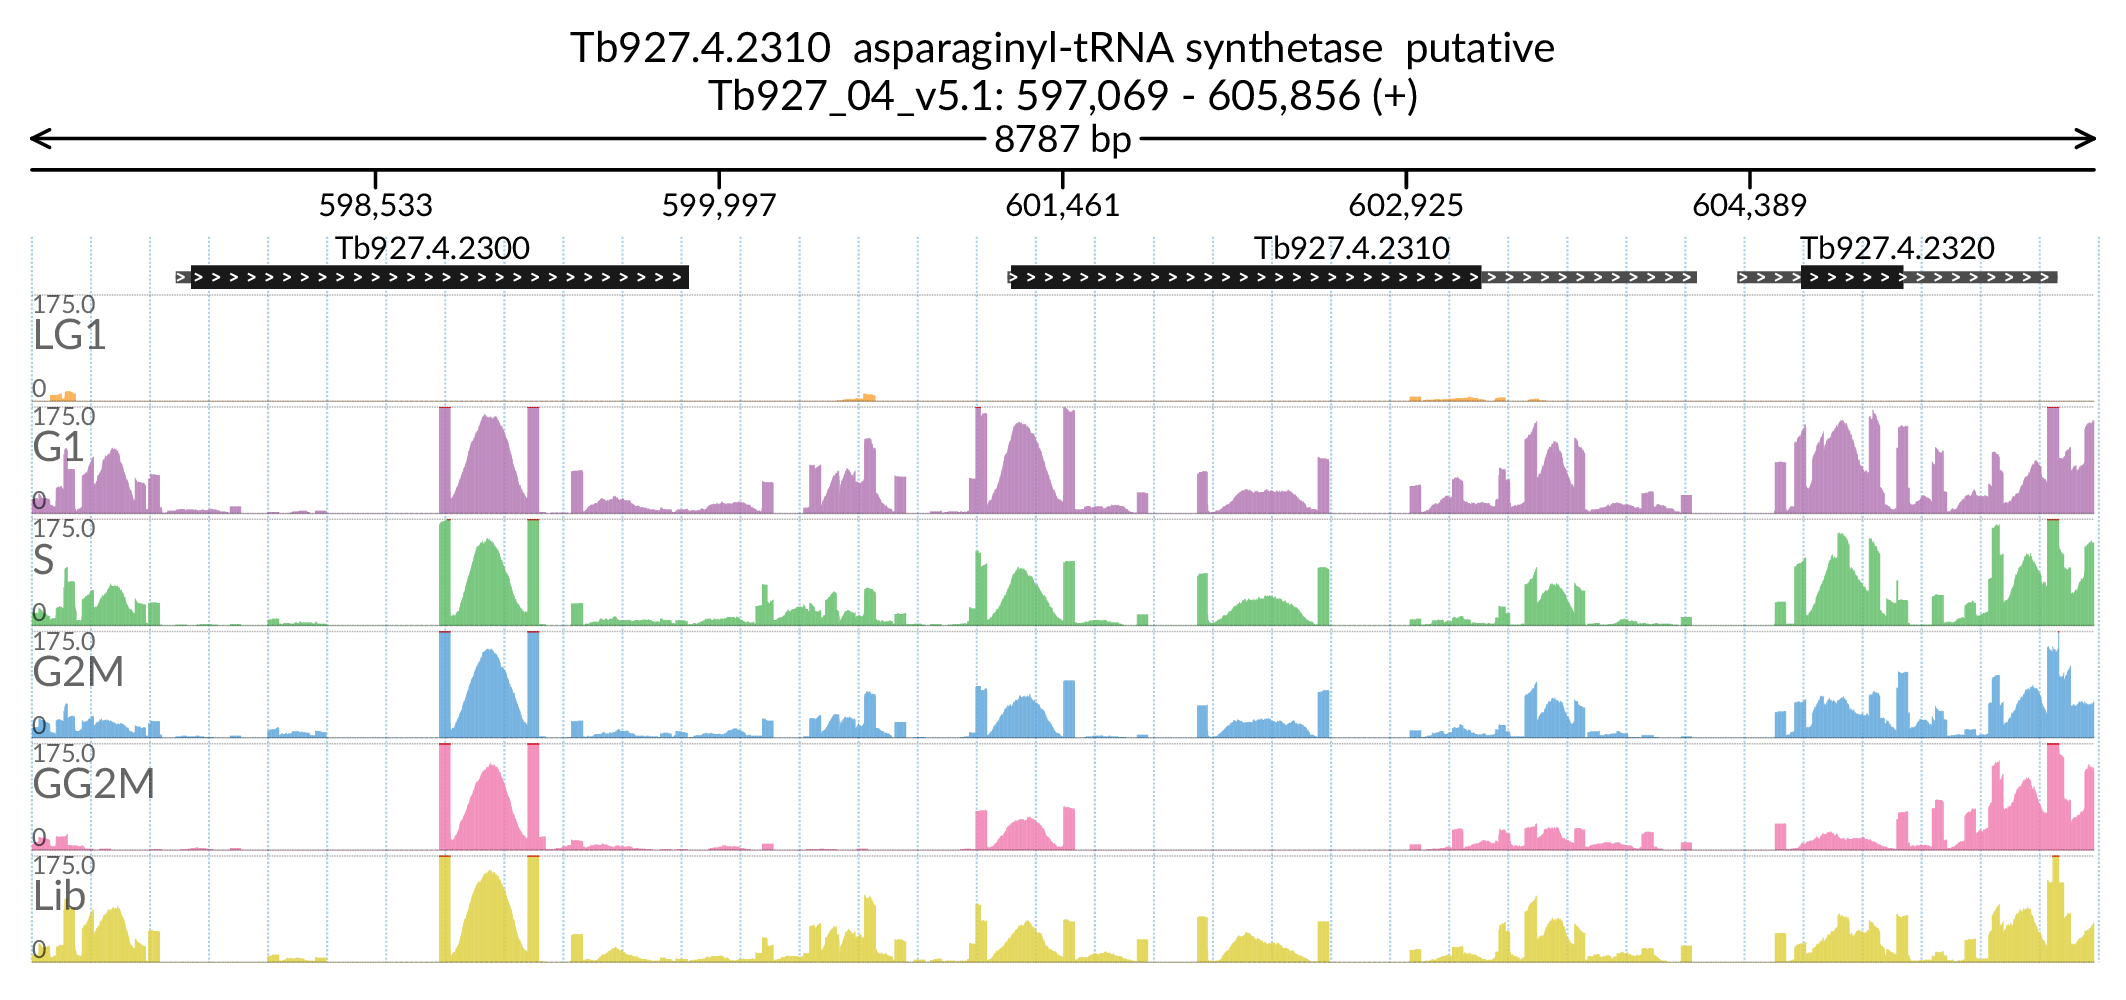 Tb927.4.2310 asparaginyl-tRNA synthetase putative
Tb927_04_v5.1: 597,069 - 605,856 (+)
8787 bp
598,533 599,997 601,461 602,925 604,389
Tb927.4.2300 Tb927.4.2310 Tb927.4.2320
175.0
LG1
0
175.0
G1
0
175.0
S
0
175.0
G2M
0
175.0
GG2M
0
175.0
Lib
0